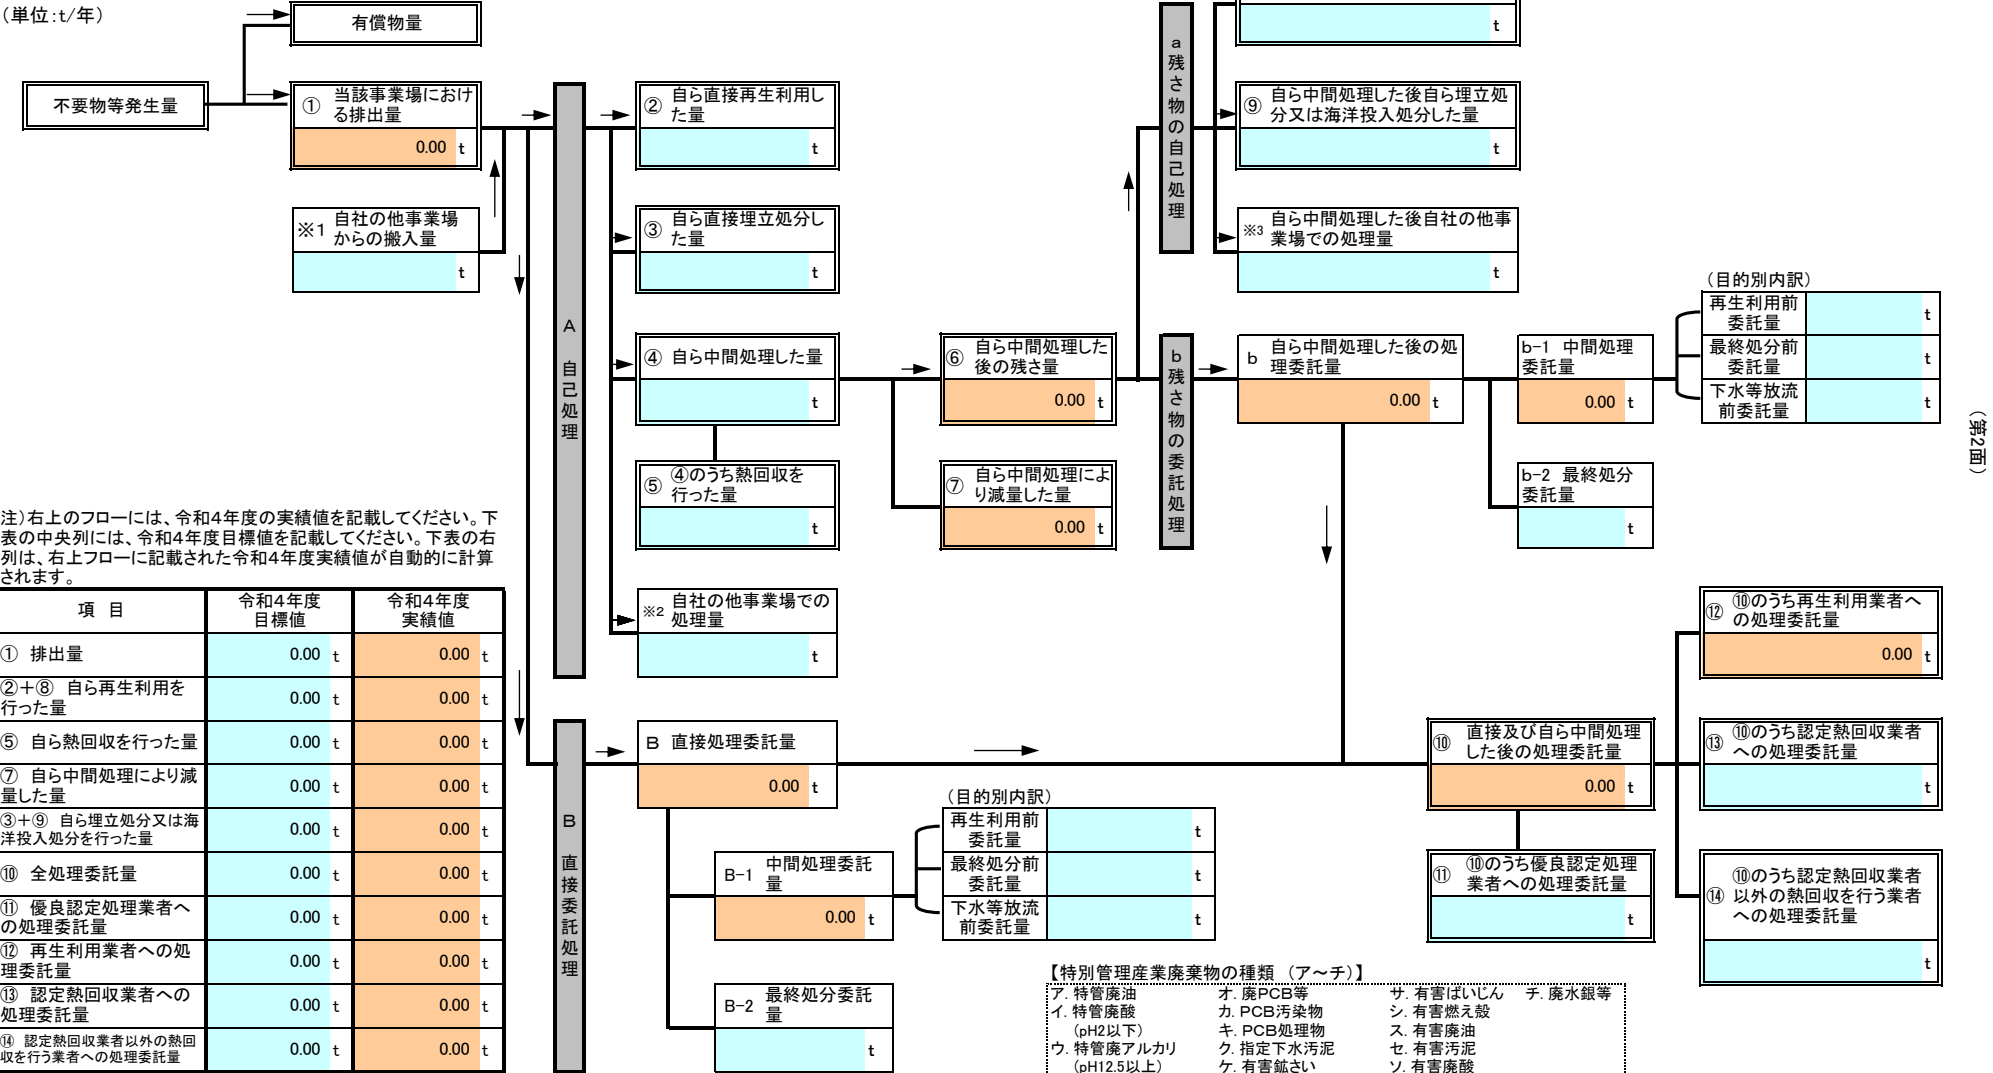 （単位:ｔ/年）
有償物量
不要物等発生量
① 当該事業場におけ
る排出量
0.00 t
※1 自社の他事業場
からの搬入量
t
A 自己処理
② 自ら直接再生利用し
た量
t
③ 自ら直接埋立処分し
た量
t
④ 自ら中間処理した量
t
⑤ ④のうち熱回収を
行った量
t
※2 自社の他事業場での
処理量
t
⑥ 自ら中間処理した
後の残さ量
0.00 t
⑦ 自ら中間処理によ
り減量した量
0.00 t
a 残さ物の自己処理
t
⑨ 自ら中間処理した後自ら埋立処
分又は海洋投入処分した量
t
※3 自ら中間処理した後自社の他事
業場での処理量
t
b 残さ物の委託処理
b 自ら中間処理した後の処
理委託量
0.00 t
b-1 中間処理
委託量
0.00 t
b-2 最終処分
委託量
t
（目的別内訳）
再生利用前
委託量
t
最終処分前
委託量
t
下水等放流
前委託量
t
（第2面）
注）右上のフローには、令和4年度の実績値を記載してください。下
表の中央列には、令和4年度目標値を記載してください。下表の右
列は、右上フローに記載された令和4年度実績値が自動的に計算
されます。
項 目
令和4年度
目標値
令和4年度
実績値
① 排出量
0.00 t 0.00 t
②＋⑧ 自ら再生利用を
行った量
0.00 t 0.00 t
⑤ 自ら熱回収を行った量
0.00 t 0.00 t
⑦ 自ら中間処理により減
量した量
0.00 t 0.00 t
③＋⑨ 自ら埋立処分又は海
洋投入処分を行った量
0.00 t 0.00 t
⑩ 全処理委託量
0.00 t 0.00 t
⑪ 優良認定処理業者へ
の処理委託量
0.00 t 0.00 t
⑫ 再生利用業者への処
理委託量
0.00 t 0.00 t
⑬ 認定熱回収業者への
処理委託量
0.00 t 0.00 t
⑭ 認定熱回収業者以外の熱回
収を行う業者への処理委託量
0.00 t 0.00 t
B 直接委託処理
B 直接処理委託量
0.00 t
B-1 中間処理委託
量
0.00 t
B-2 最終処分委託
量
t
（目的別内訳）
再生利用前
委託量
t
最終処分前
委託量
t
下水等放流
前委託量
t
⑩ 直接及び自ら中間処理
した後の処理委託量
0.00 t
⑪ ⑩のうち優良認定処理
業者への処理委託量
t
⑫ ⑩のうち再生利用業者へ
の処理委託量
0.00 t
⑬ ⑩のうち認定熱回収業者
への処理委託量
t
⑭ ⑩のうち認定熱回収業者
以外の熱回収を行う業者
への処理委託量
t
【特別管理産業廃棄物の種類 （ア～チ）】
ア. 特管廃油 オ. 廃PCB等 サ. 有害ばいじん チ. 廃水銀等
イ. 特管廃酸 カ. PCB汚染物 シ. 有害燃え殻
（pH2以下） キ. PCB処理物 ス. 有害廃油
ウ. 特管廃アルカリ ク. 指定下水汚泥 セ. 有害汚泥
（pH12.5以上） ケ. 有害鉱さい ソ. 有害廃酸